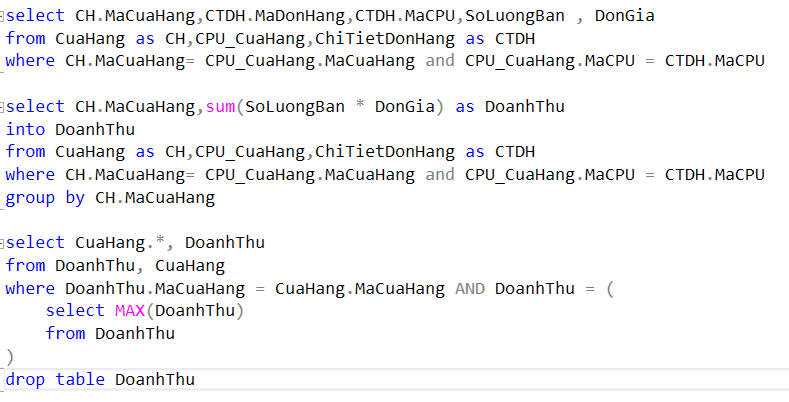 select CH.MaCuaHang,CTDH.MaDonHang,CTDH.MaCPU,SoLuongBan , DonGia
from CuaHang as CH,CPU_CuaHang,ChiTietDonHang as CTDH
where CH.MaCuaHang= CPU_CuaHang.MaCuaHang and CPU_CuaHang.MaCPU = CTDH.MaCPU
select CH.MaCuaHang,sum(SoLuongBan * DonGia) as DoanhThu
into DoanhThu
from CuaHang as CH,CPU_CuaHang,ChiTietDonHang as CTDH
where CH.MaCuaHang= CPU_CuaHang.MaCuaHang and CPU_CuaHang.MaCPU = CTDH.MaCPU
group by CH.MaCuaHang
select CuaHang.*, DoanhThu
from DoanhThu, CuaHang
where DoanhThu.MaCuaHang = CuaHang.MaCuaHang AND DoanhThu = (
    select MAX(DoanhThu)
    from DoanhThu
)
drop table DoanhThu